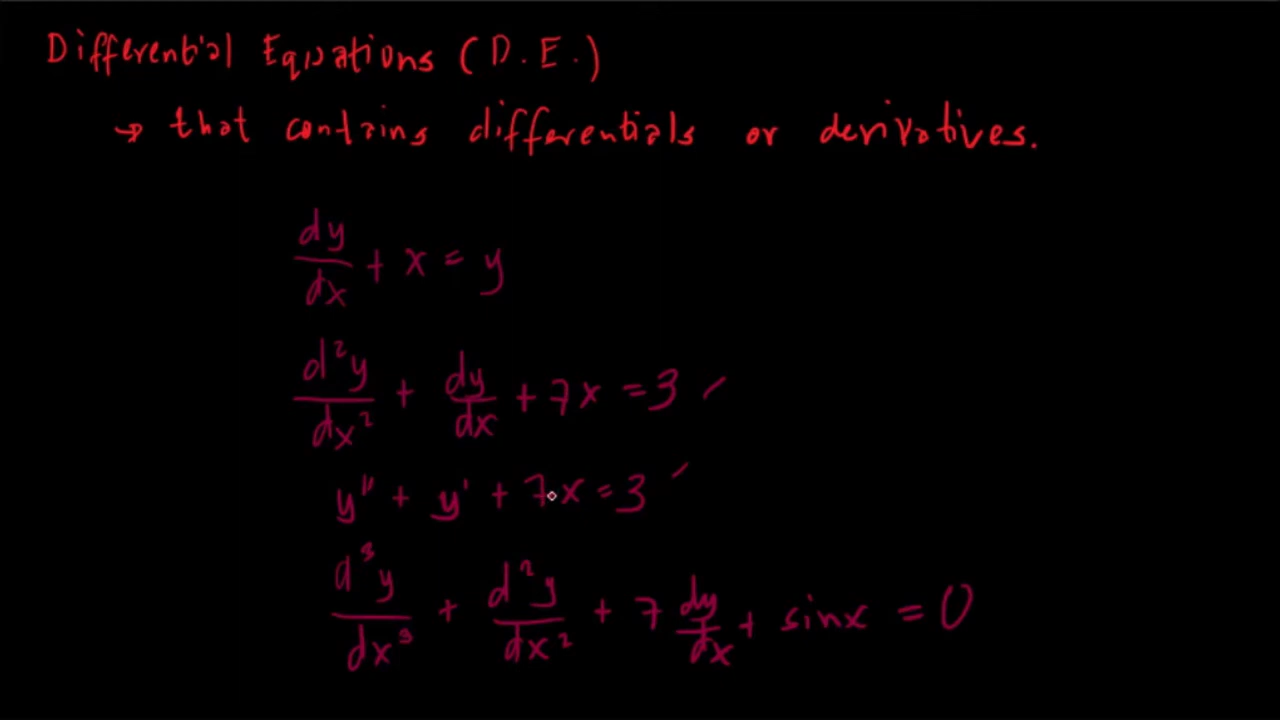 Differential Equations (D.E.)
→ that contains differentials or derivatives.
dy/dx + x = y
d²y/dx² + dy/dx + 7x = 3
y'' + y' + 7x = 3
d³y/dx³ + d²y/dx² + 7 dy/dx + sinx = 0